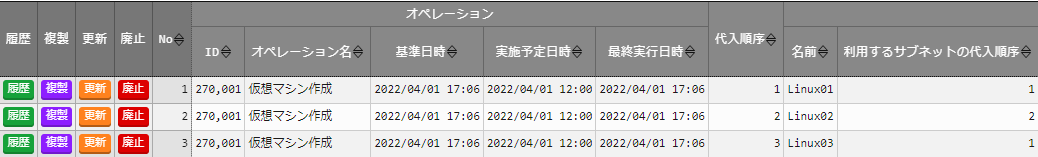 オペレーション
履歴 複製 更新 廃止 No 代入順序
ID オペレーション名 基準日時 実施予定日時 最終実行日時 名前 利用するサブネットの代入順序
履歴 複製 更新 廃止 1 270,001 仮想マシン作成 2022/04/01 17:06 2022/04/01 12:00 2022/04/01 17:06 1 Linux01 1
履歴 複製 更新 廃止 2 270,001 仮想マシン作成 2022/04/01 17:06 2022/04/01 12:00 2022/04/01 17:06 2 Linux02 2
履歴 複製 更新 廃止 3 270,001 仮想マシン作成 2022/04/01 17:06 2022/04/01 12:00 2022/04/01 17:06 3 Linux03 1